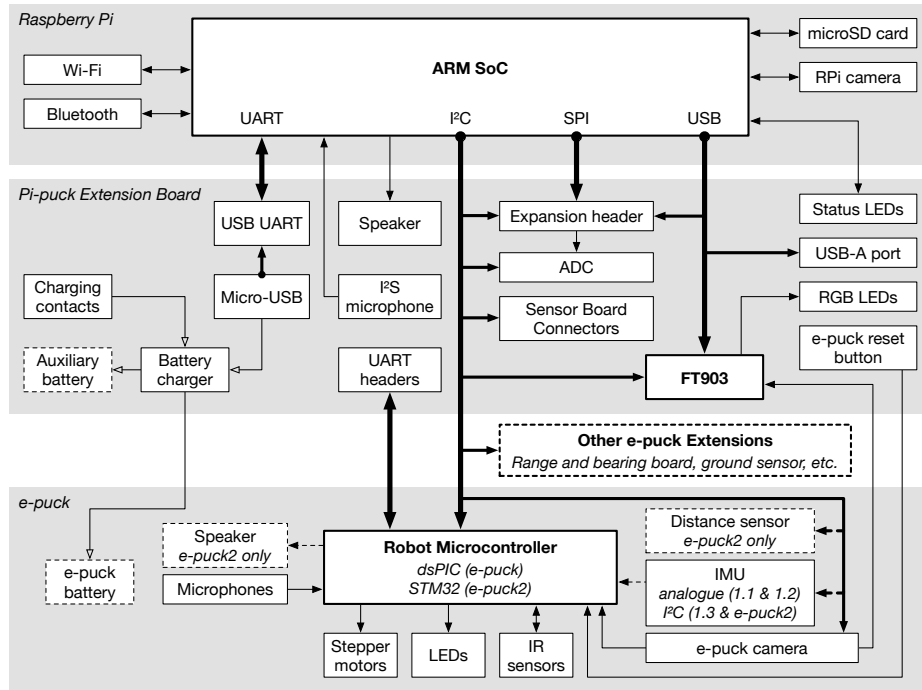 Raspberry Pi
Wi-Fi
Bluetooth
ARM SoC
UART
I²C
SPI
USB
microSD card
RPi camera
Pi-puck Extension Board
USB UART
Speaker
Expansion header
Status LEDs
ADC
USB-A port
Charging
contacts
Micro-USB
I²S
microphone
Sensor Board
Connectors
RGB LEDs
e-puck reset
button
Auxiliary
battery
Battery
charger
UART
headers
FT903
Other e-puck Extensions
Range and bearing board, ground sensor, etc.
e-puck
Speaker
e-puck2 only
Robot Microcontroller
dsPIC (e-puck)
STM32 (e-puck2)
Distance sensor
e-puck2 only
e-puck
battery
Microphones
IMU
analogue (1.1 & 1.2)
I²C (1.3 & e-puck2)
Stepper
motors
LEDs
IR
sensors
e-puck camera